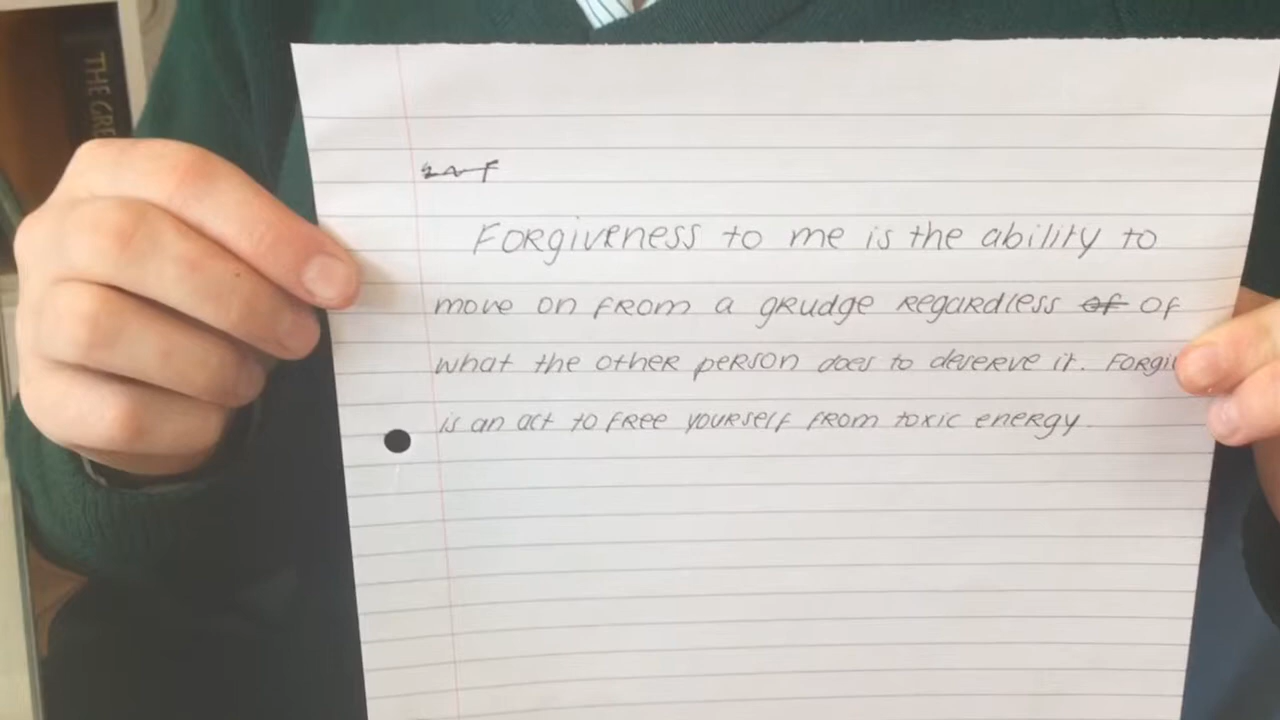 THE GRE
Forgiveness to me is the ability to
move on from a grudge regardless of of
what the other person does to deserve it. Forgi
is an act to free yourself from toxic energy.